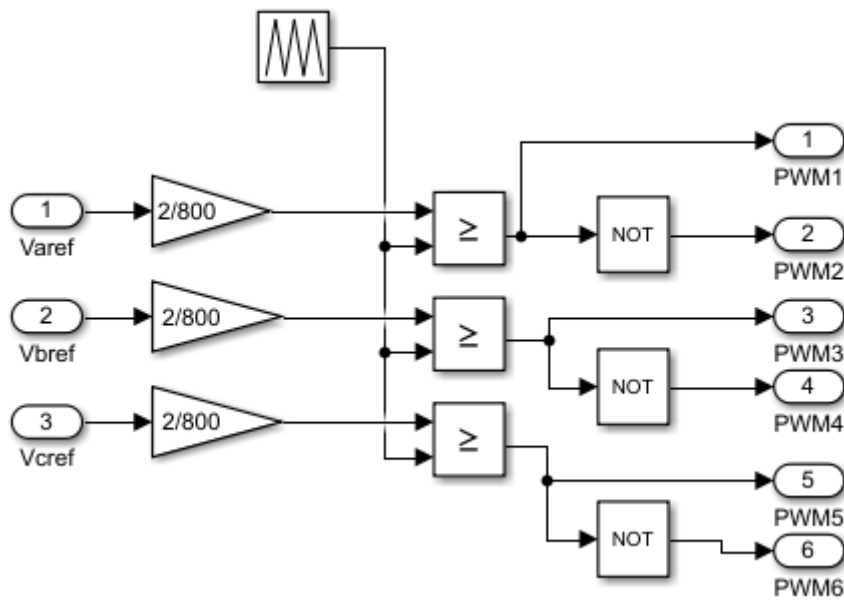 1
PWM1
1
Varef
2/800
≥
NOT
2
PWM2
2
Vbref
2/800
≥
3
PWM3
NOT
4
PWM4
3
Vcref
2/800
≥
5
PWM5
NOT
6
PWM6